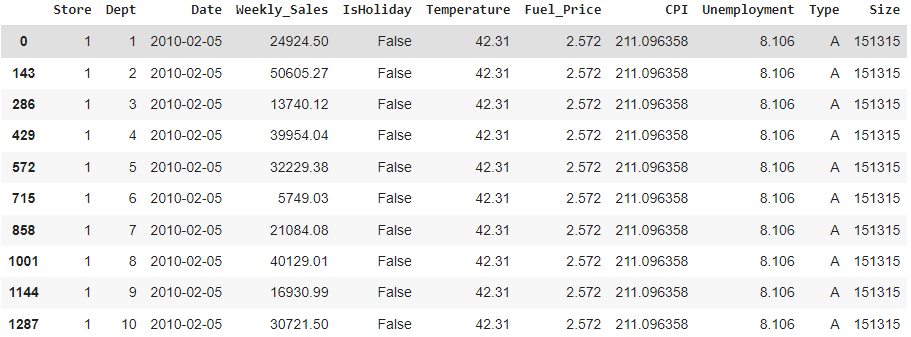 Store Dept Date Weekly_Sales IsHoliday Temperature Fuel_Price CPI Unemployment Type Size
0 1 1 2010-02-05 24924.50 False 42.31 2.572 211.096358 8.106 A 151315
143 1 2 2010-02-05 50605.27 False 42.31 2.572 211.096358 8.106 A 151315
286 1 3 2010-02-05 13740.12 False 42.31 2.572 211.096358 8.106 A 151315
429 1 4 2010-02-05 39954.04 False 42.31 2.572 211.096358 8.106 A 151315
572 1 5 2010-02-05 32229.38 False 42.31 2.572 211.096358 8.106 A 151315
715 1 6 2010-02-05 5749.03 False 42.31 2.572 211.096358 8.106 A 151315
858 1 7 2010-02-05 21084.08 False 42.31 2.572 211.096358 8.106 A 151315
1001 1 8 2010-02-05 40129.01 False 42.31 2.572 211.096358 8.106 A 151315
1144 1 9 2010-02-05 16930.99 False 42.31 2.572 211.096358 8.106 A 151315
1287 1 10 2010-02-05 30721.50 False 42.31 2.572 211.096358 8.106 A 151315